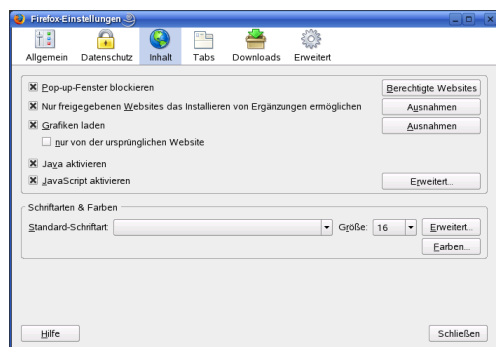 Firefox-Einstellungen
Allgemein Datenschutz Inhalt Tabs Downloads Erweitert
Pop-up-Fenster blockieren Berechtigte Websites
Nur freigegebenen Websites das Installieren von Ergänzungen ermöglichen Ausnahmen
Grafiken laden Ausnahmen
nur von der ursprünglichen Website
Java aktivieren
JavaScript aktivieren Erweitert...
Schriftarten & Farben
Standard-Schriftart: Größe: 16 Erweitert...
Farben...
Hilfe Schließen